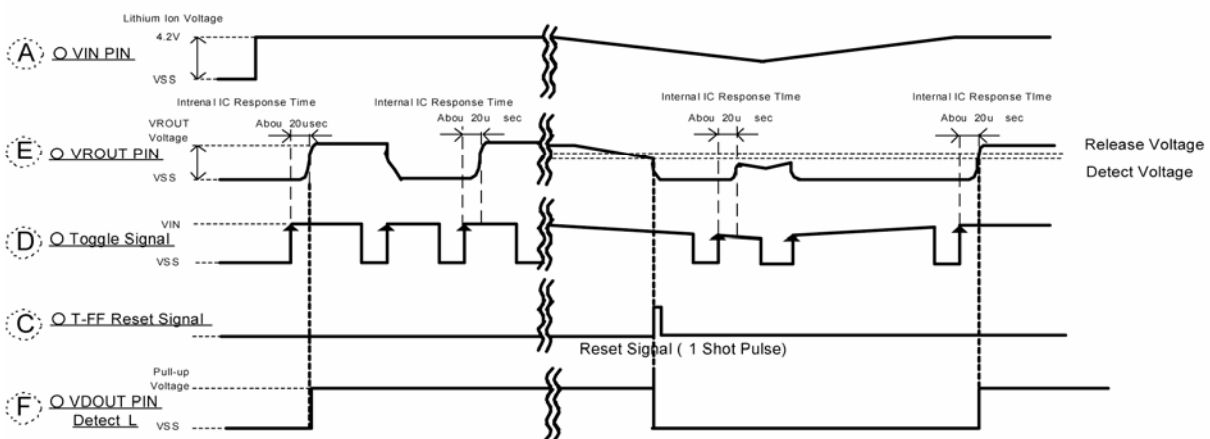 Lithium Ion Voltage
4.2V
A O VIN PIN
VSS
Intrenal IC Response Time
Internal IC Response Time
Internal IC Response TIme
Internal IC Response Time
VROUT
Voltage
Abou 20usec
Abou 20u sec
Abou 20u sec
Abou 20u sec
E O VROUT PIN
VSS
Release Voltage
Detect Voltage
VIN
D O Toggle Signal
VSS
C O T-FF Reset Signal
Reset Signal ( 1 Shot Pulse)
Pull-up
Voltage
F O VDOUT PIN
Detect L
VSS